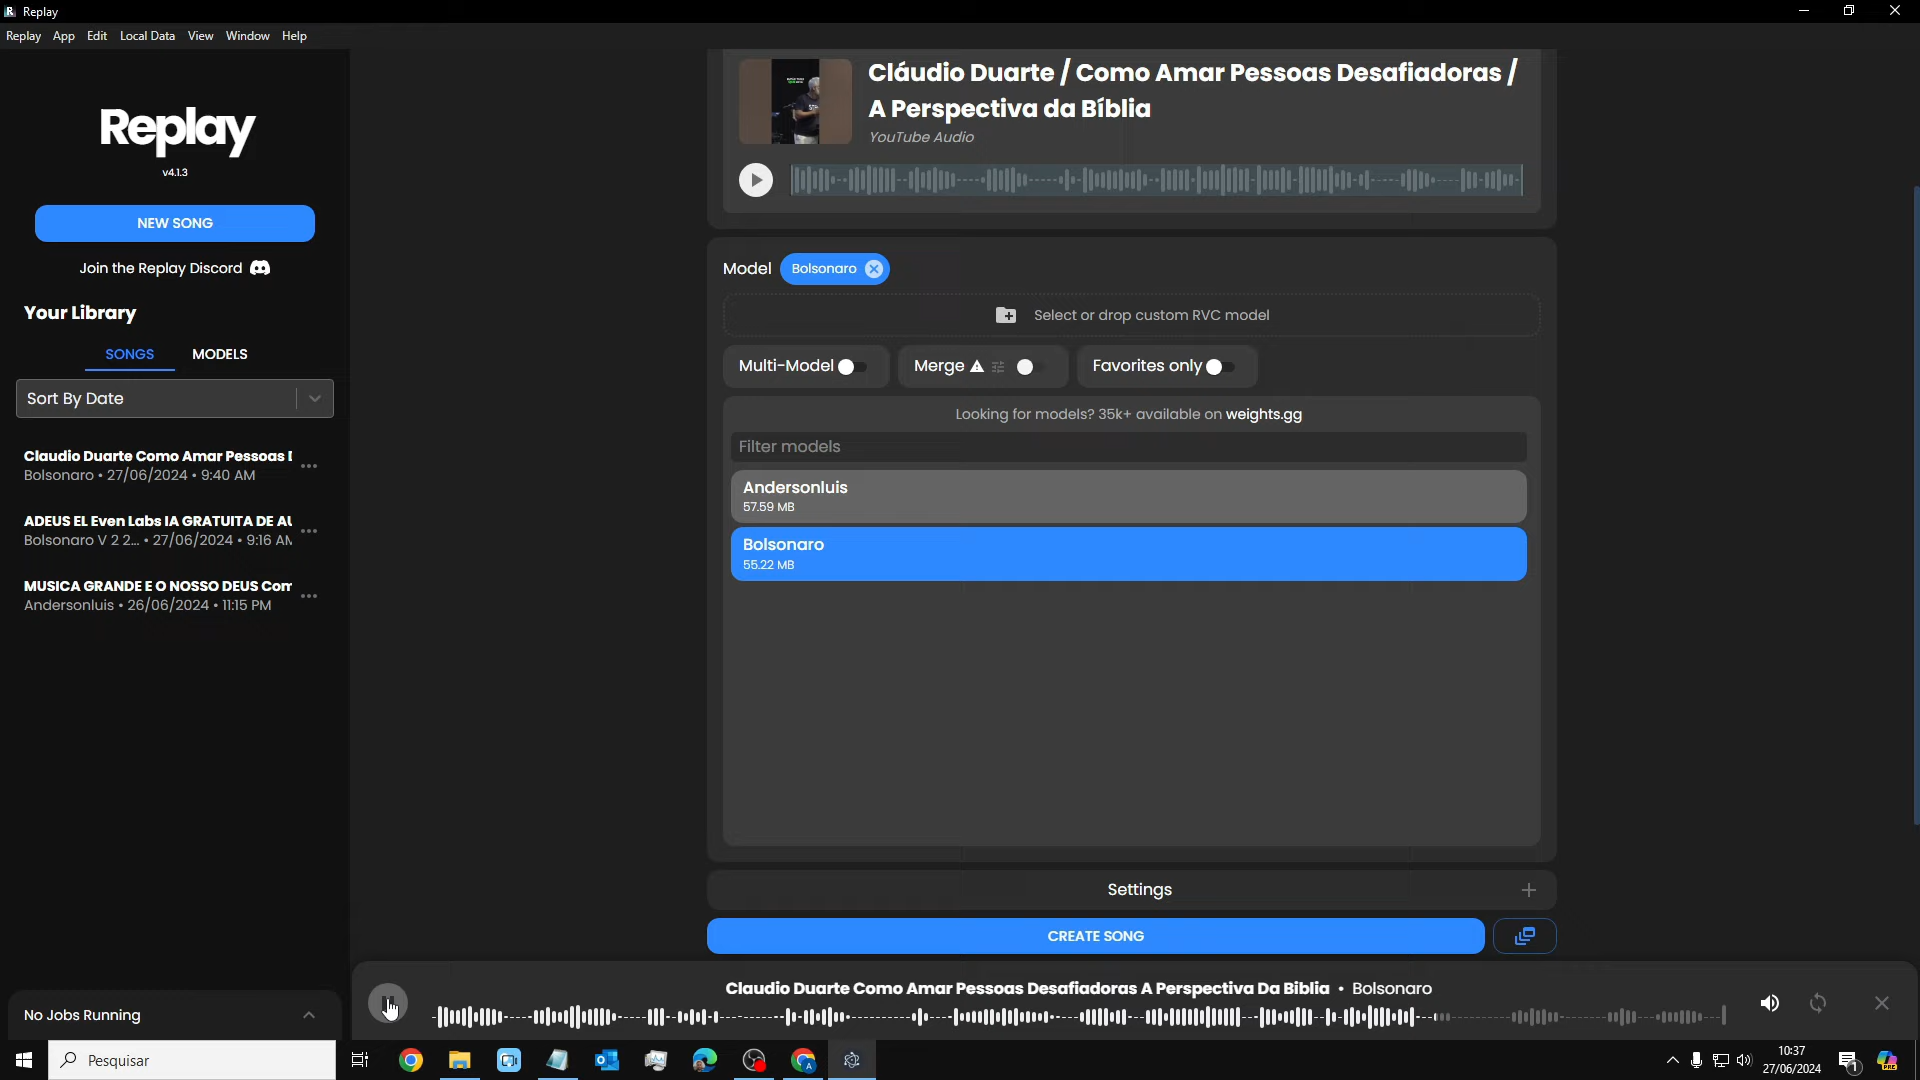 Replay
Replay App Edit Local Data View Window Help
Replay
v4.1.3
NEW SONG
Join the Replay Discord
Your Library
SONGS MODELS
Sort By Date
Claudio Duarte Como Amar Pessoas
Bolsonaro • 27/06/2024 • 9:40 AM
ADEUS EL Even Labs IA GRATUITA DE
Bolsonaro V 2 2... • 27/06/2024 • 9:16 AM
MUSICA GRANDE E O NOSSO DEUS
Andersonluis • 26/06/2024 • 11:15 PM
No Jobs Running
Cláudio Duarte / Como Amar Pessoas Desafiadoras /
A Perspectiva da Bíblia
YouTube Audio
Model Bolsonaro
Select or drop custom RVC model
Multi-Model Merge Favorites only
Looking for models? 35k+ available on weights.gg
Filter models
Andersonluis
57.59 MB
Bolsonaro
55.22 MB
Settings
CREATE SONG
Claudio Duarte Como Amar Pessoas Desafiadoras A Perspectiva Da Biblia • Bolsonaro
Pesquisar
10:37
27/06/2024
1